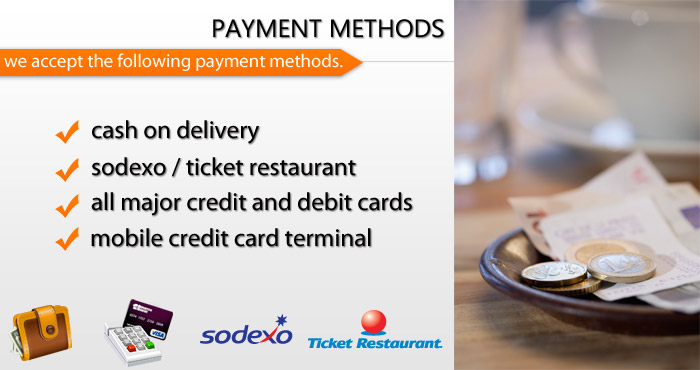 PAYMENT METHODS
we accept the following payment methods.
cash on delivery
sodexo / ticket restaurant
all major credit and debit cards
mobile credit card terminal
VISA
sodexo
Ticket Restaurant.